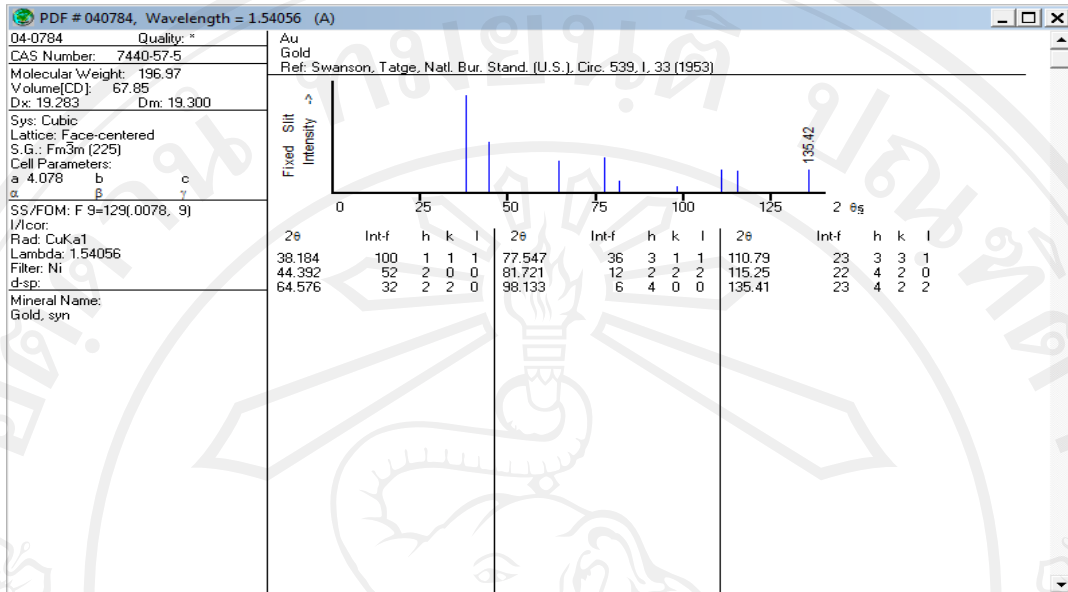 PDF # 040784, Wavelength = 1.54056 (A)
04-0784 Quality: *
CAS Number: 7440-57-5
Molecular Weight: 196.97
Volume[CD]: 67.85
Dx: 19.283 Dm: 19.300
Sys: Cubic
Lattice: Face-centered
S.G.: Fm3̅m (225)
Cell Parameters:
a 4.078 b c
α β γ
SS/FOM: F 9=129(.0078, 9)
I/Icor:
Rad: CuKa1
Lambda: 1.54056
Filter: Ni
d-sp:
Mineral Name:
Gold, syn
Au
Gold
Ref: Swanson, Tatge, Natl. Bur. Stand. (U.S.), Circ. 539, I, 33 (1953)
Fixed Slit
Intensity ->
135.42
0 25 50 75 100 125 2 θs
2θ Int-f h k l 2θ Int-f h k l 2θ Int-f h k l
38.184 100 1 1 1 77.547 36 3 1 1 110.79 23 3 3 1
44.392 52 2 0 0 81.721 12 2 2 2 115.25 22 4 2 0
64.576 32 2 2 0 98.133 6 4 0 0 135.41 23 4 2 2